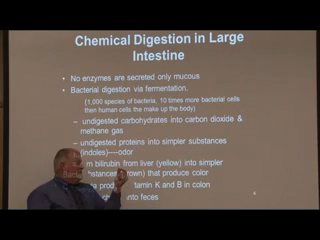 Chemical Digestion in Large
Intestine
• No enzymes are secreted only mucous
• Bacterial digestion via fermentation.
(1,000 species of bacteria, 10 times more bacterial cells
then human cells the make up the body)
– undigested carbohydrates into carbon dioxide &
methane gas
– undigested proteins into simpler substances
(indoles)----odor
bilirubin from liver (yellow) into simpler
that produce color
K and B in colon
into feces